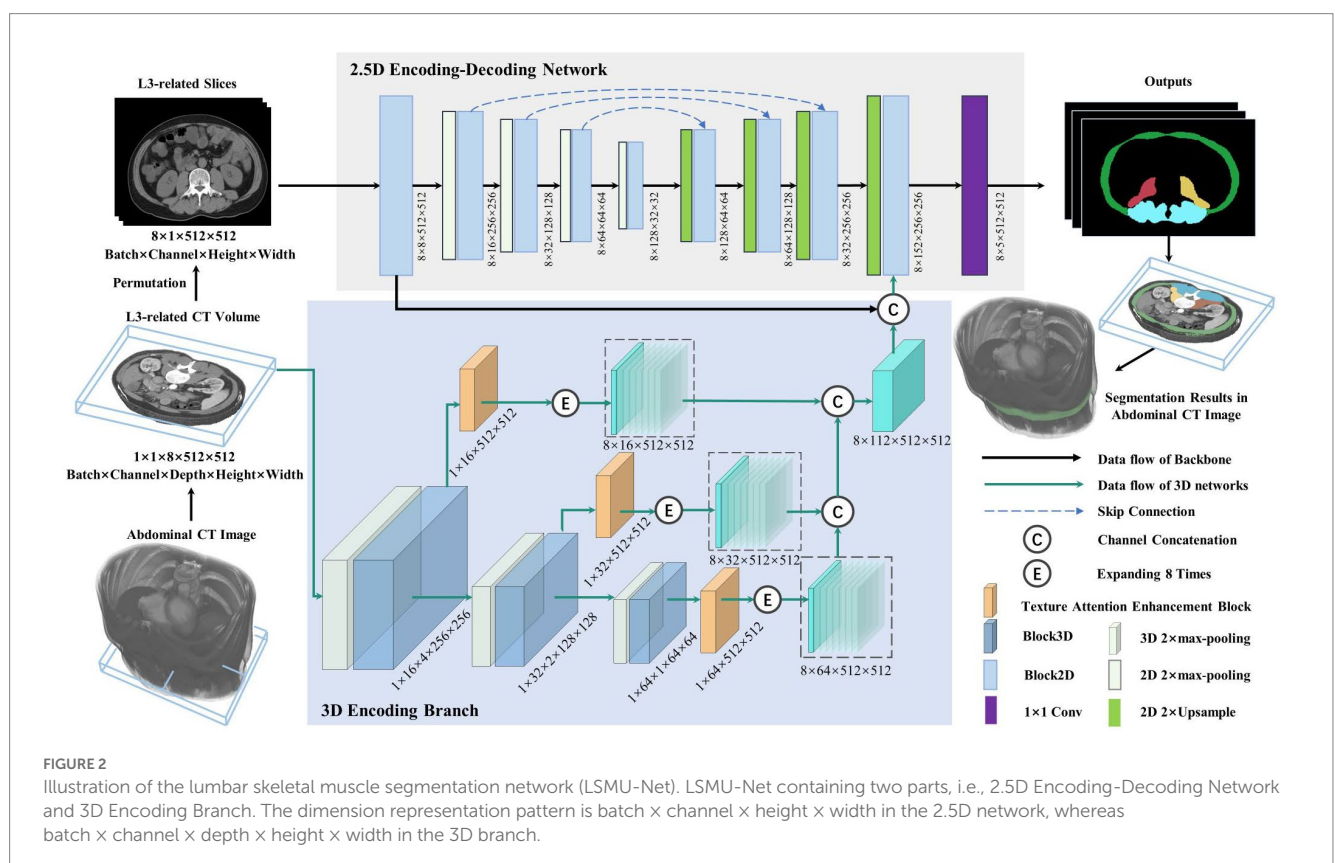 L3-related Slices
8×1×512×512
Batch×Channel×Height×Width
Permutation
L3-related CT Volume
1×1×8×512×512
Batch×Channel×Depth×Height×Width
Abdominal CT Image
2.5D Encoding-Decoding Network
8×8×512×512
8×16×256×256
8×32×128×128
8×64×64×64
8×128×32×32
8×128×64×64
8×64×128×128
8×32×256×256
8×152×256×256
8×5×512×512
C
1×16×512×512
E
8×16×512×512
C
8×112×512×512
1×32×512×512
E
8×32×512×512
C
1×16×4×256×256
1×32×2×128×128
1×64×1×64×64
1×64×512×512
E
8×64×512×512
3D Encoding Branch
Outputs
Segmentation Results in
Abdominal CT Image
Data flow of Backbone
Data flow of 3D networks
Skip Connection
C Channel Concatenation
E Expanding 8 Times
Texture Attention Enhancement Block
Block3D
3D 2×max-pooling
Block2D
2D 2×max-pooling
1×1 Conv
2D 2×Upsample
FIGURE 2
Illustration of the lumbar skeletal muscle segmentation network (LSMU-Net). LSMU-Net containing two parts, i.e., 2.5D Encoding-Decoding Network
and 3D Encoding Branch. The dimension representation pattern is batch × channel × height × width in the 2.5D network, whereas
batch × channel × depth × height × width in the 3D branch.